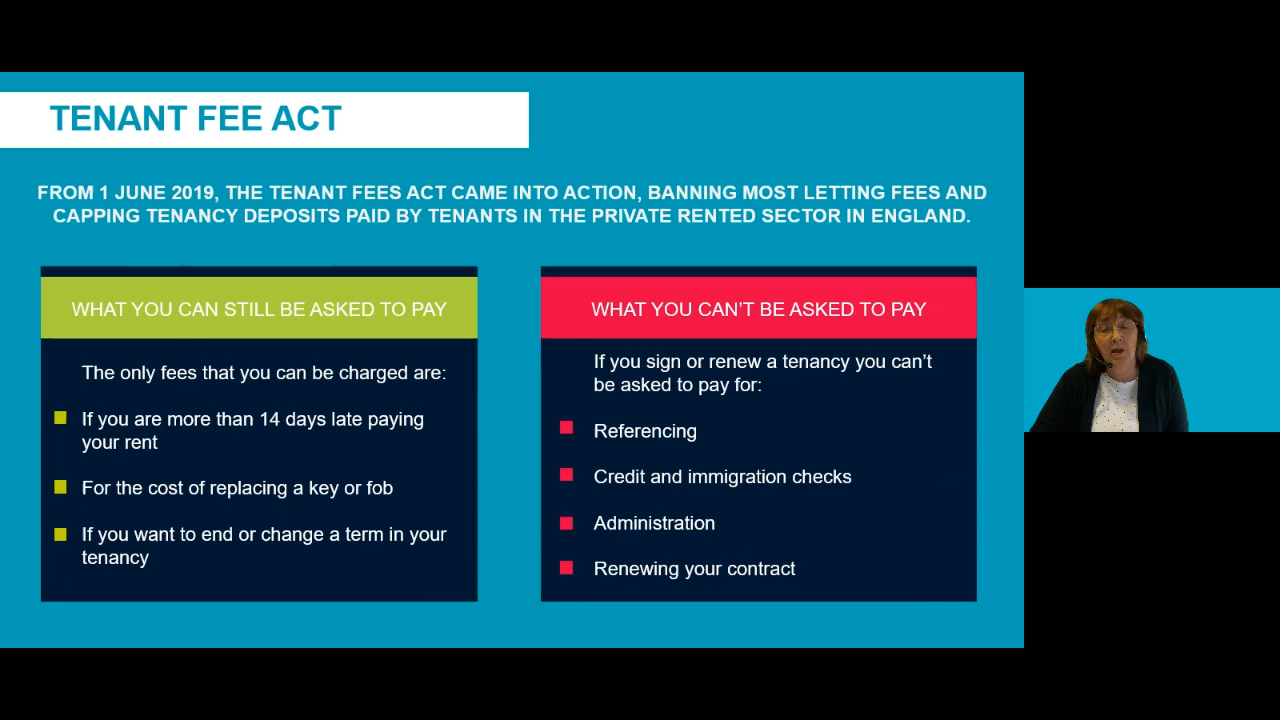 TENANT FEE ACT
FROM 1 JUNE 2019, THE TENANT FEES ACT CAME INTO ACTION, BANNING MOST LETTING FEES AND
CAPPING TENANCY DEPOSITS PAID BY TENANTS IN THE PRIVATE RENTED SECTOR IN ENGLAND.
WHAT YOU CAN STILL BE ASKED TO PAY
The only fees that you can be charged are:
If you are more than 14 days late paying
your rent
For the cost of replacing a key or fob
If you want to end or change a term in your
tenancy
WHAT YOU CAN'T BE ASKED TO PAY
If you sign or renew a tenancy you can't
be asked to pay for:
Referencing
Credit and immigration checks
Administration
Renewing your contract